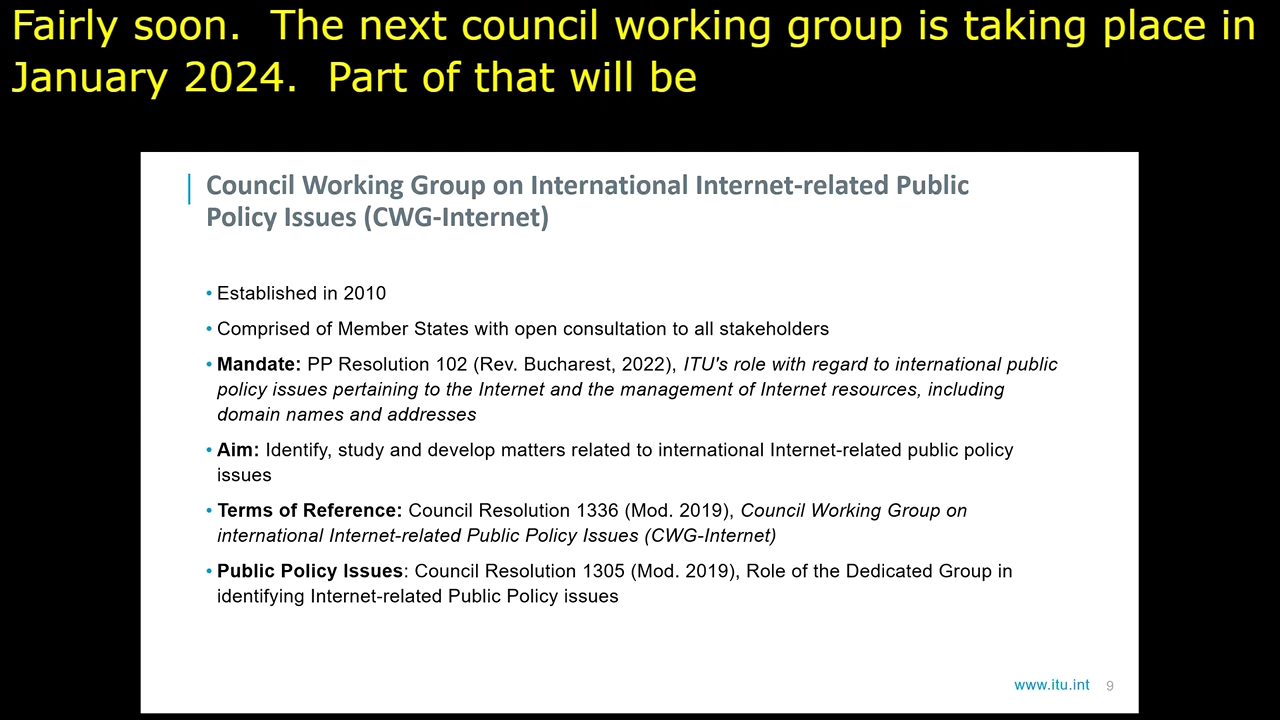 Fairly soon.  The next council working group is taking place in
January 2024.  Part of that will be
Council Working Group on International Internet-related Public
Policy Issues (CWG-Internet)
• Established in 2010
• Comprised of Member States with open consultation to all stakeholders
• Mandate: PP Resolution 102 (Rev. Bucharest, 2022), ITU's role with regard to international public
policy issues pertaining to the Internet and the management of Internet resources, including
domain names and addresses
• Aim: Identify, study and develop matters related to international Internet-related public policy
issues
• Terms of Reference: Council Resolution 1336 (Mod. 2019), Council Working Group on
international Internet-related Public Policy Issues (CWG-Internet)
• Public Policy Issues: Council Resolution 1305 (Mod. 2019), Role of the Dedicated Group in
identifying Internet-related Public Policy issues
www.itu.int 9